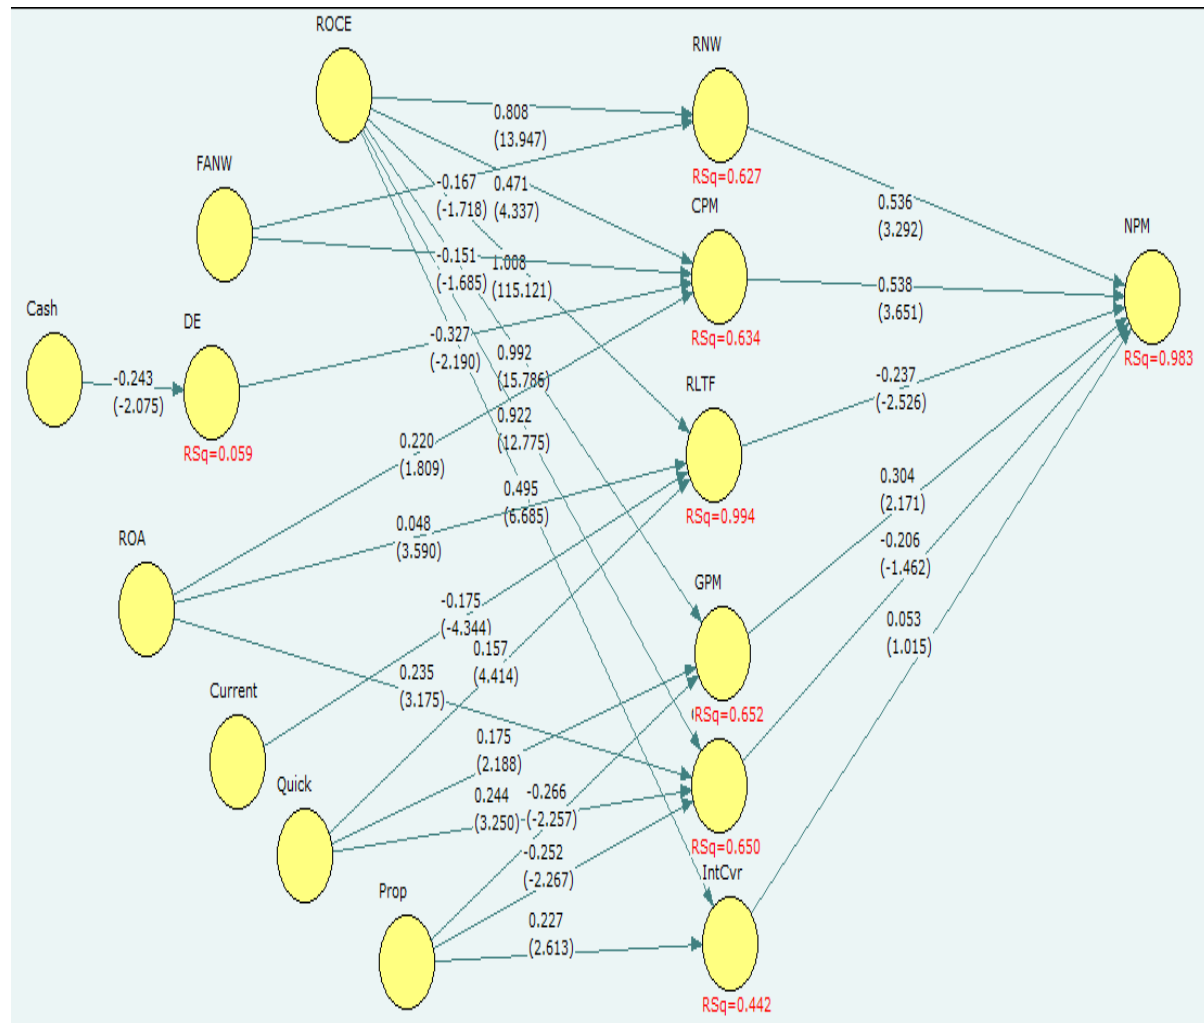 ROCE
RNW
0.808
(13.947)
FANW
RSq=0.627
-0.167
(-1.718)
0.471
(4.337)
CPM
0.536
(3.292)
NPM
-0.151
(-1.685)
1.008
(115.121)
0.538
(3.651)
Cash
DE
-0.327
(-2.190)
RSq=0.634
RSq=0.983
-0.243
(-2.075)
0.992
(15.786)
RLTF
-0.237
(-2.526)
RSq=0.059
0.220
(1.809)
0.922
(12.775)
0.495
(6.685)
0.304
(2.171)
ROA
0.048
(3.590)
RSq=0.994
-0.206
(-1.462)
-0.175
(-4.344)
GPM
0.157
(4.414)
0.053
(1.015)
Current
0.235
(3.175)
RSq=0.652
0.175
(2.188)
Quick
0.244
(3.250)
-0.266
(-2.257)
RSq=0.650
-0.252
(-2.267)
IntCvr
Prop
0.227
(2.613)
RSq=0.442